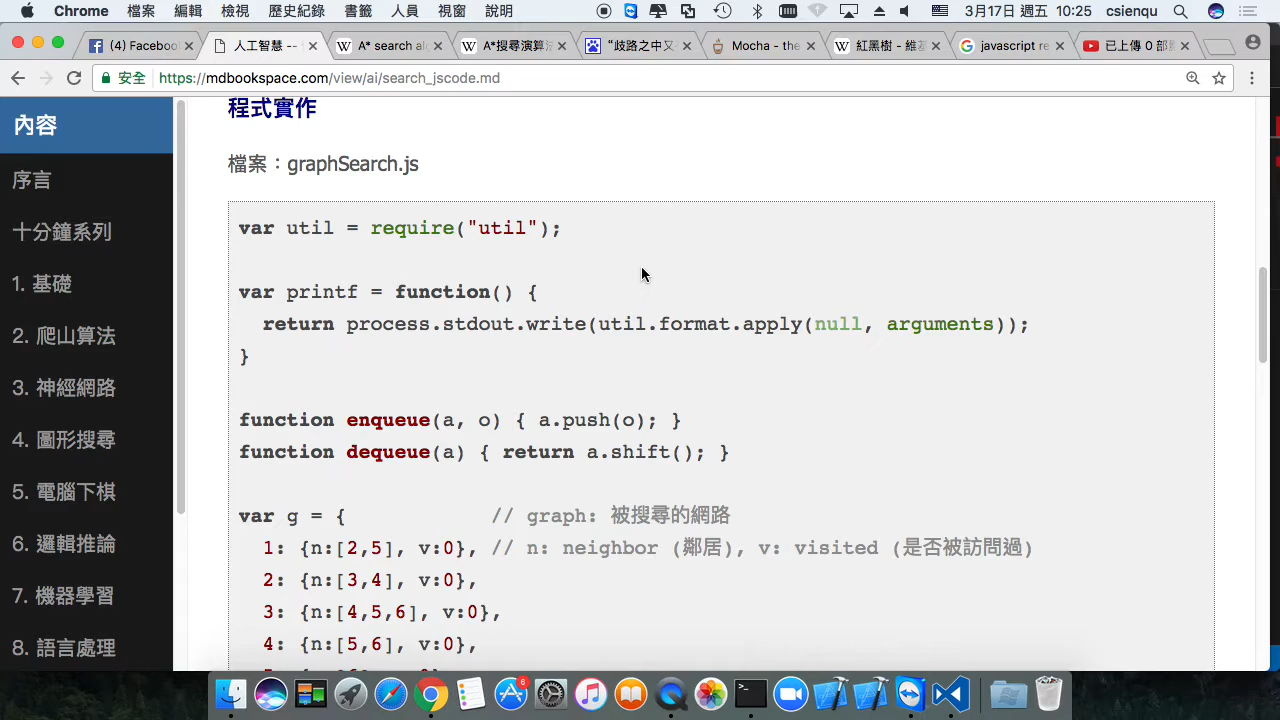 Chrome 檔案 編輯 檢視 歷史紀錄 書籤 人員 視窗 說明 3月17日 週五 10:25 csienqu
(4) Faceboo 人工智慧 -- A* search al A*搜尋演算法 “歧路之中又 Mocha - the 紅黑樹 - 維基 javascript re 已上傳 0 部
安全 https://mdbookspace.com/view/ai/search_jscode.md
內容
序言
十分鐘系列
1. 基礎
2. 爬山算法
3. 神經網路
4. 圖形搜尋
5. 電腦下棋
6. 邏輯推論
7. 機器學習
8. 語言處理
程式實作
檔案：graphSearch.js
var util = require("util");
var printf = function() {
return process.stdout.write(util.format.apply(null, arguments));
}
function enqueue(a, o) { a.push(o); }
function dequeue(a) { return a.shift(); }
var g = { // graph: 被搜尋的網路
1: {n:[2,5], v:0}, // n: neighbor (鄰居), v: visited (是否被訪問過)
2: {n:[3,4], v:0},
3: {n:[4,5,6], v:0},
4: {n:[5,6], v:0},
6